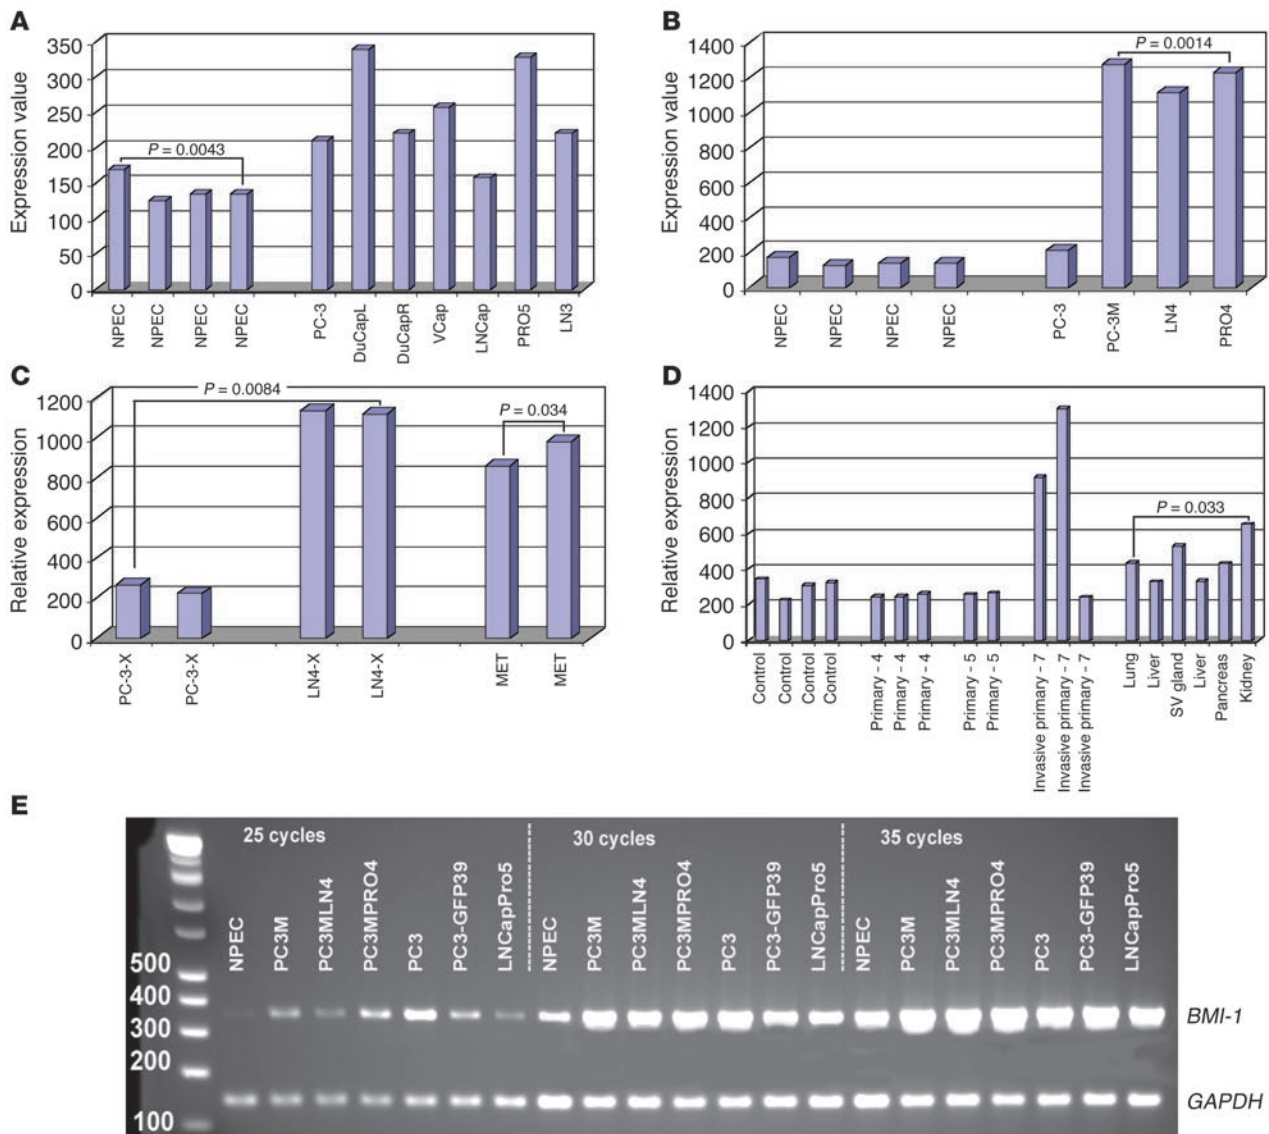 A
Expression value
350
300
250
200
150
100
50
0
P = 0.0043
NPEC
NPEC
NPEC
NPEC
PC-3
DuCapL
DuCapR
VCap
LNCap
PRO5
LN3
B
Expression value
1400
1200
1000
800
600
400
200
0
P = 0.0014
NPEC
NPEC
NPEC
NPEC
PC-3
PC-3M
LN4
PRO4
C
Relative expression
1200
1000
800
600
400
200
0
P = 0.0084
P = 0.034
PC-3-X
PC-3-X
LN4-X
LN4-X
MET
MET
D
Relative expression
1400
1200
1000
800
600
400
200
0
P = 0.033
Control
Control
Control
Control
Primary - 4
Primary - 4
Primary - 4
Primary - 5
Primary - 5
Invasive primary - 7
Invasive primary - 7
Invasive primary - 7
Lung
Liver
SV gland
Liver
Pancreas
Kidney
E
25 cycles
30 cycles
35 cycles
NPEC
PC3M
PC3MLN4
PC3MPRO4
PC3
PC3-GFP39
LNCapPro5
NPEC
PC3M
PC3MLN4
PC3MPRO4
PC3
PC3-GFP39
LNCapPro5
NPEC
PC3M
PC3MLN4
PC3MPRO4
PC3
PC3-GFP39
LNCapPro5
500
400
300
200
100
BMI-1
GAPDH